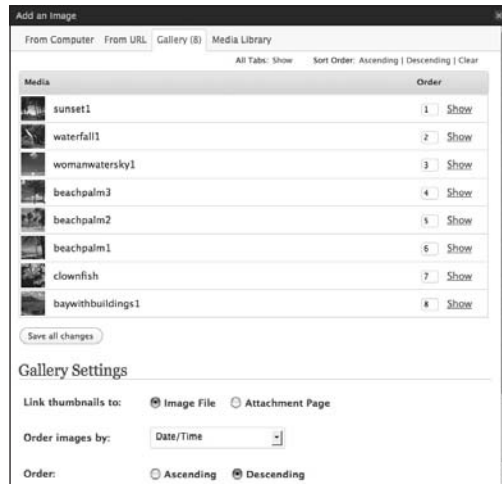 Add an Image
From Computer From URL Gallery (8) Media Library
All Tabs: Show Sort Order: Ascending | Descending | Clear
Media Order
sunset1 1 Show
waterfall1 2 Show
womanwatersky1 3 Show
beachpalm3 4 Show
beachpalm2 5 Show
beachpalm1 6 Show
clownfish 7 Show
baywithbuildings1 8 Show
Save all changes
Gallery Settings
Link thumbnails to: Image File Attachment Page
Order images by: Date/Time
Order: Ascending Descending